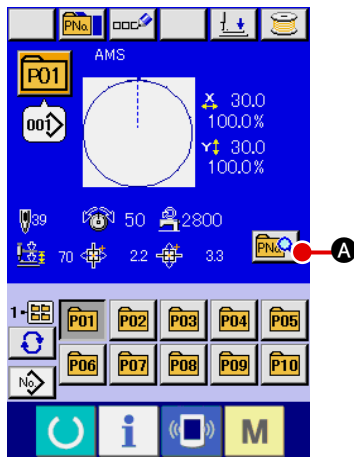 PNo.
AMS
P01
001
X 30.0
100.0%
Y 30.0
100.0%
39 50 2800
70 2.2 3.3
PNo.
A
1-
P01 P02 P03 P04 P05
P06 P07 P08 P09 P10
No.
i M